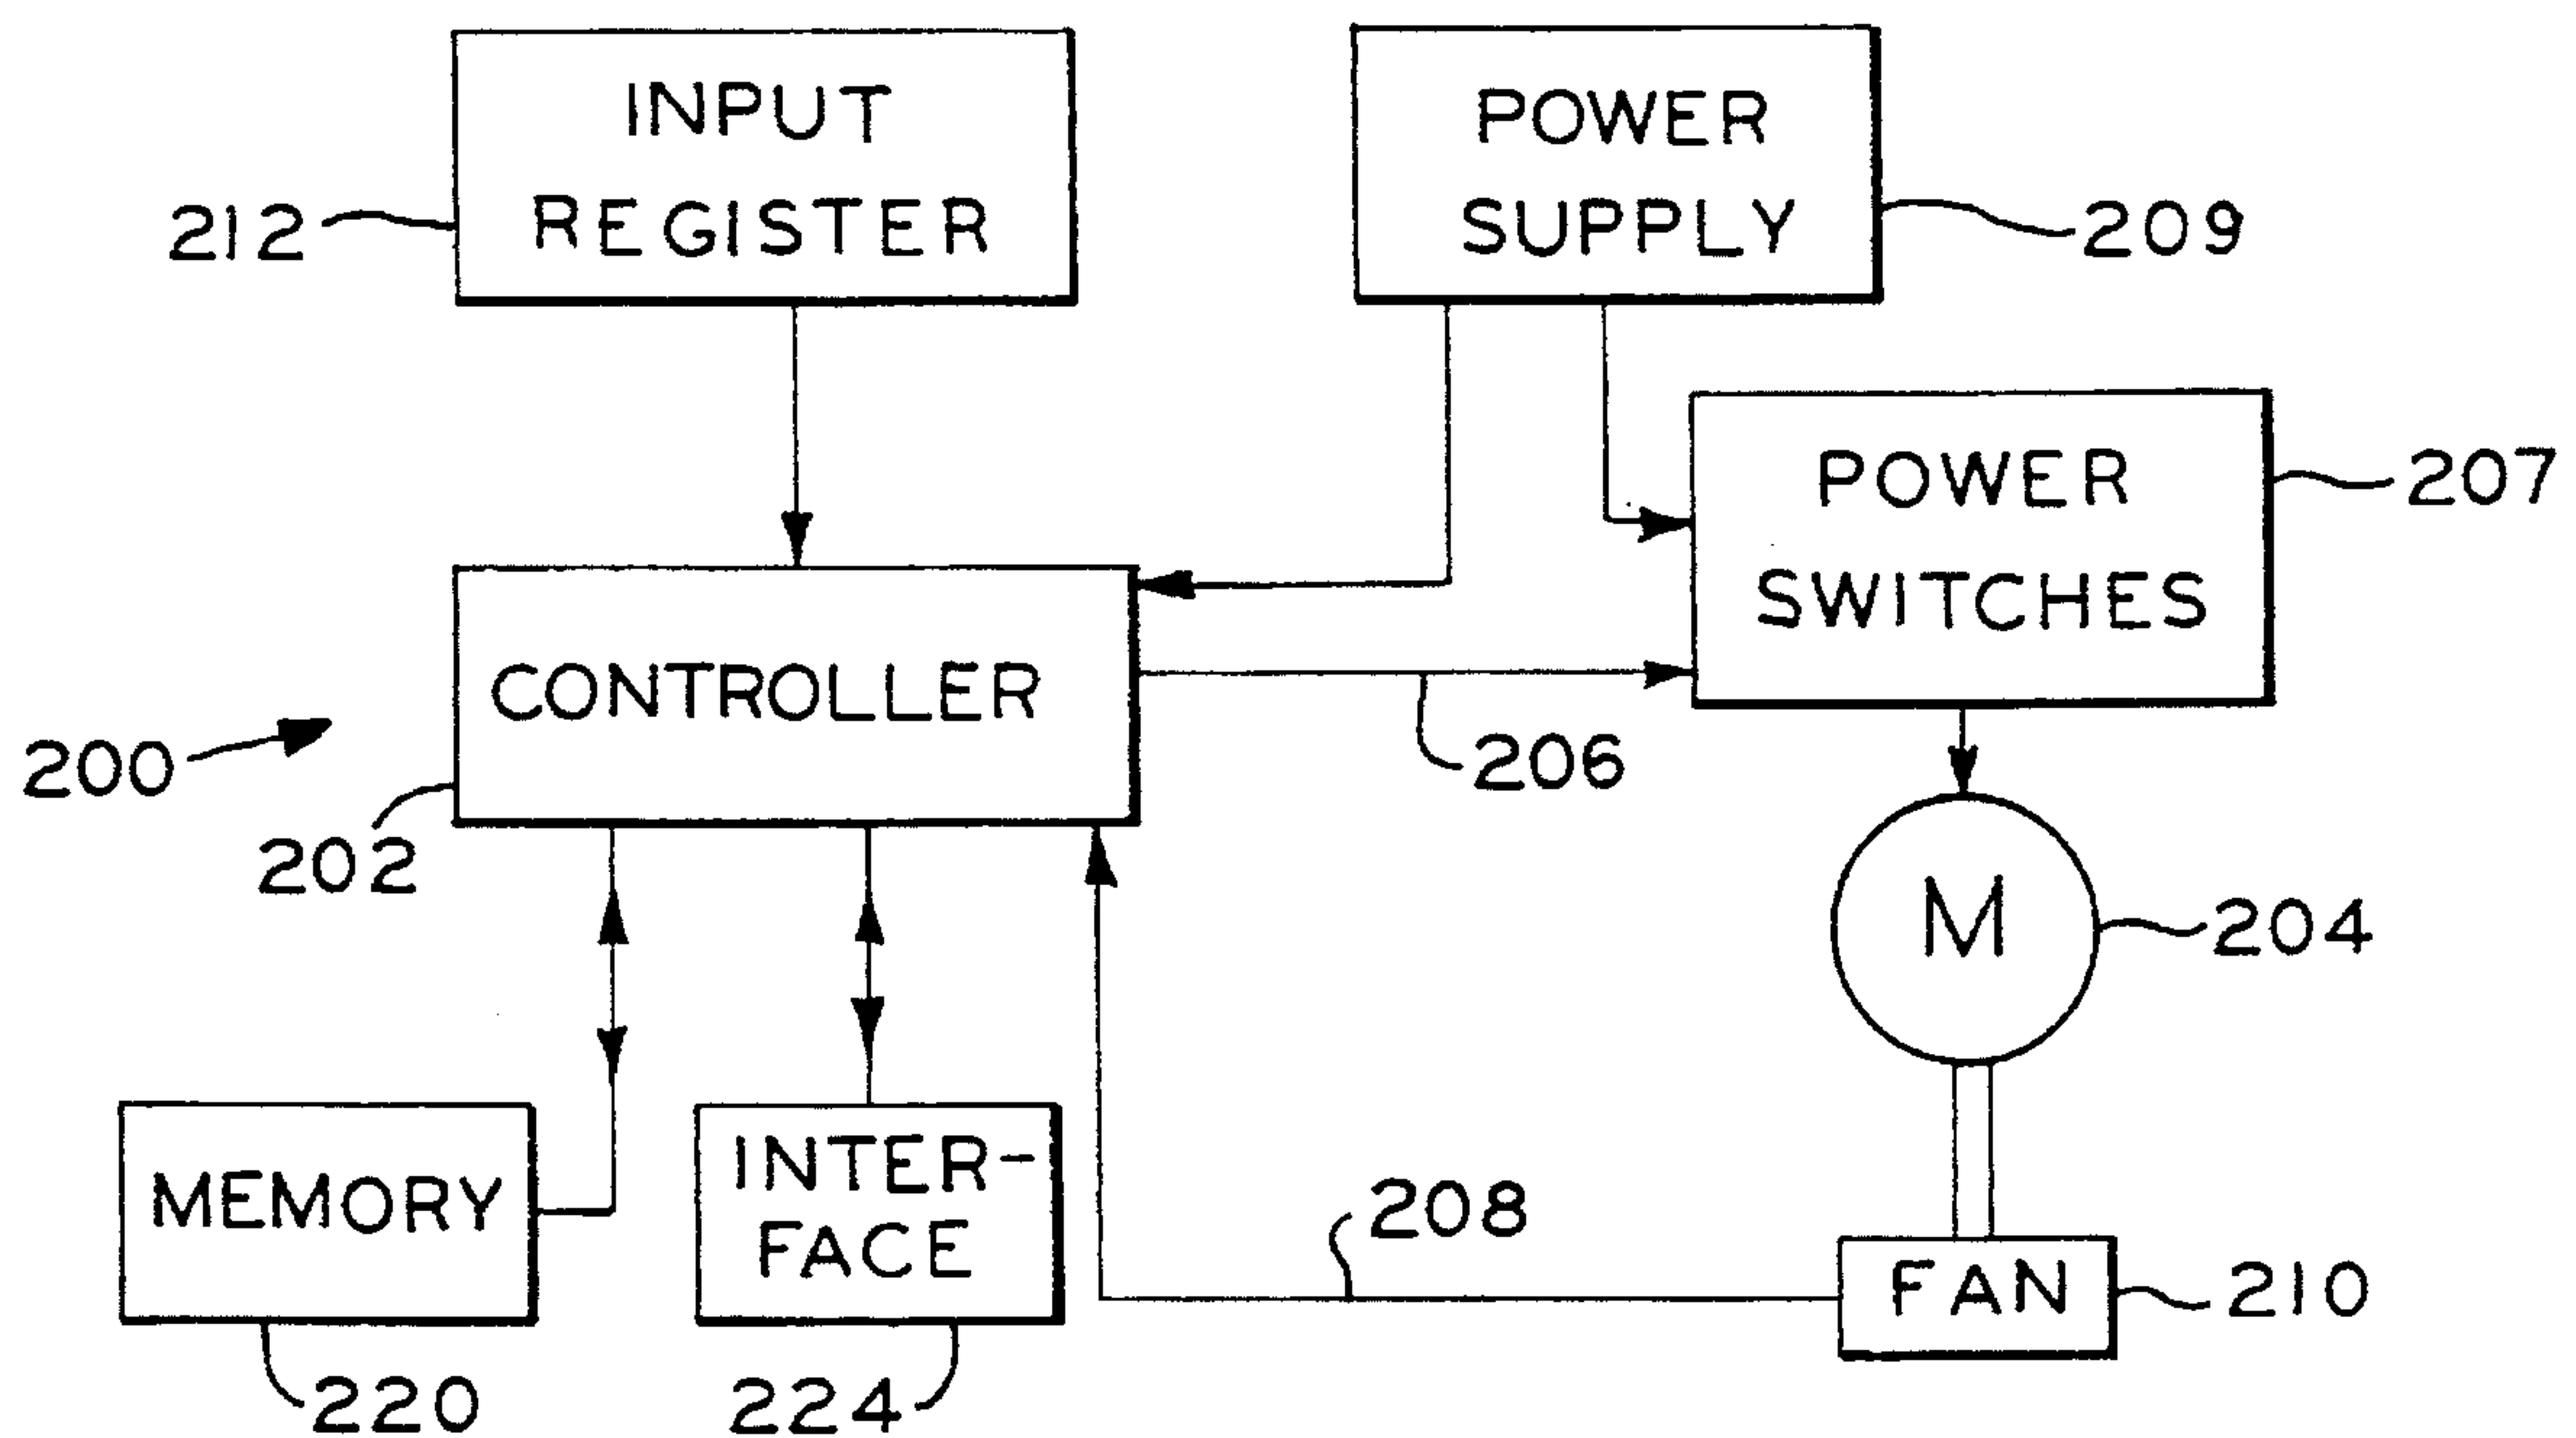 INPUT
REGISTER
212
POWER
SUPPLY
209
POWER
SWITCHES
207
CONTROLLER
200
202
206
M
204
MEMORY
220
INTER-
FACE
224
208
FAN
210